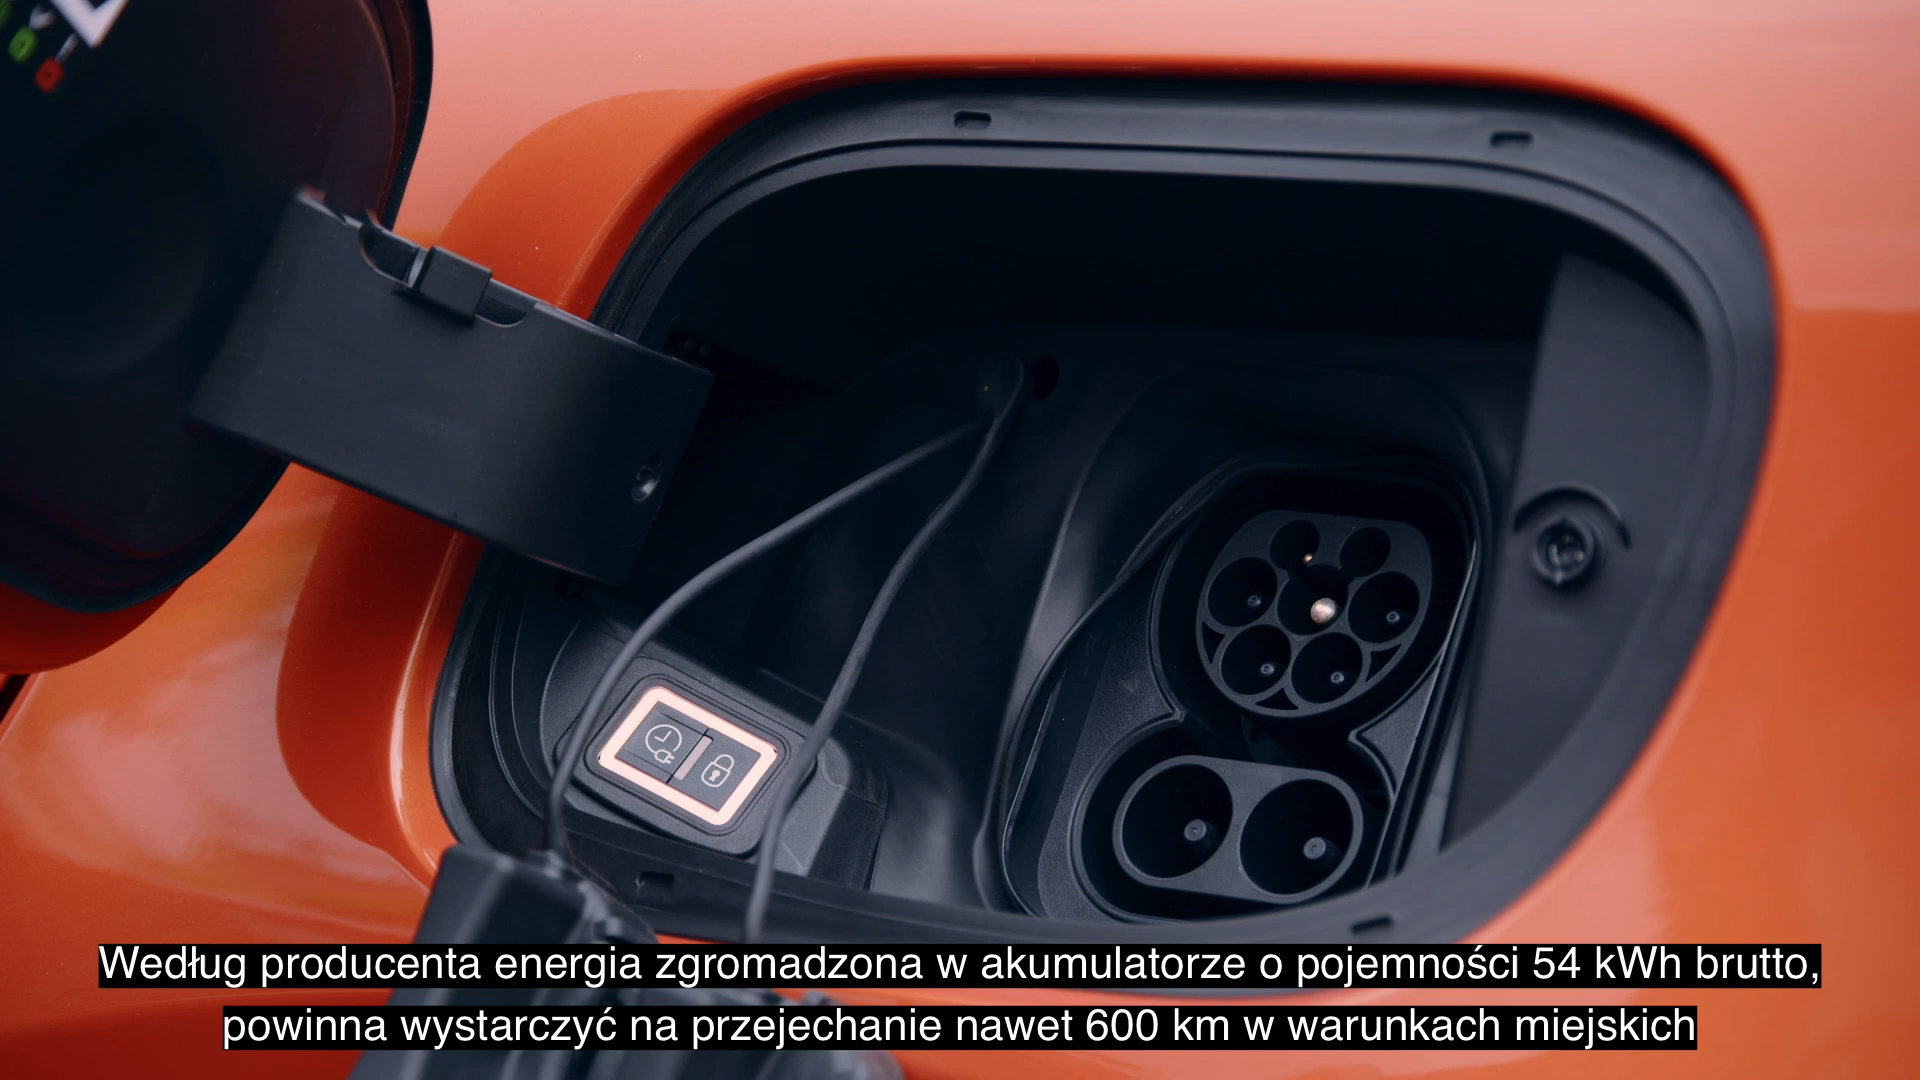 Według producenta energia zgromadzona w akumulatorze o pojemności 54 kWh brutto,
powinna wystarczyć na przejechanie nawet 600 km w warunkach miejskich